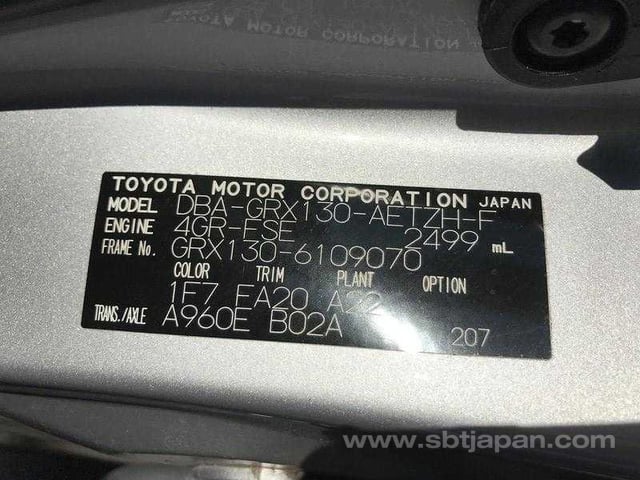 TOYOTA MOTOR CORPORATION JAPAN
MODEL DBA-GRX130-AETZH-F
ENGINE 4GR-FSE 2499 mL
FRAME No. GRX130-6109070
COLOR TRIM PLANT OPTION
1F7 FA20 A22
TRANS./AXLE A960E B02A 207
www.sbtjapan.com